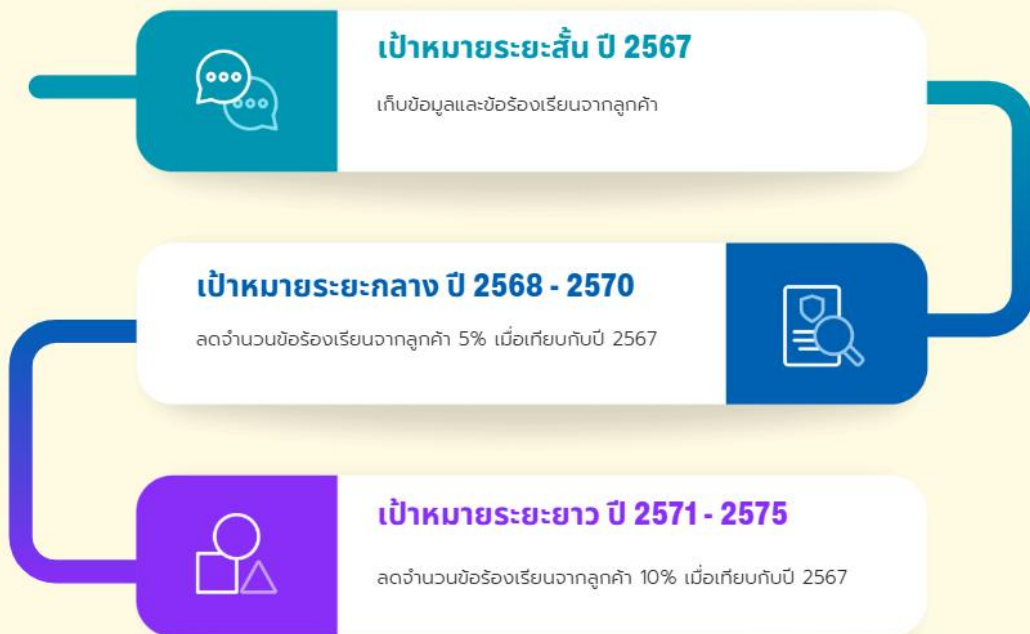 เป้าหมายระยะสั้น ปี 2567
เก็บข้อมูลและข้อร้องเรียนจากลูกค้า
เป้าหมายระยะกลาง ปี 2568 - 2570
ลดจำนวนข้อร้องเรียนจากลูกค้า 5% เมื่อเทียบกับปี 2567
เป้าหมายระยะยาว ปี 2571 - 2575
ลดจำนวนข้อร้องเรียนจากลูกค้า 10% เมื่อเทียบกับปี 2567